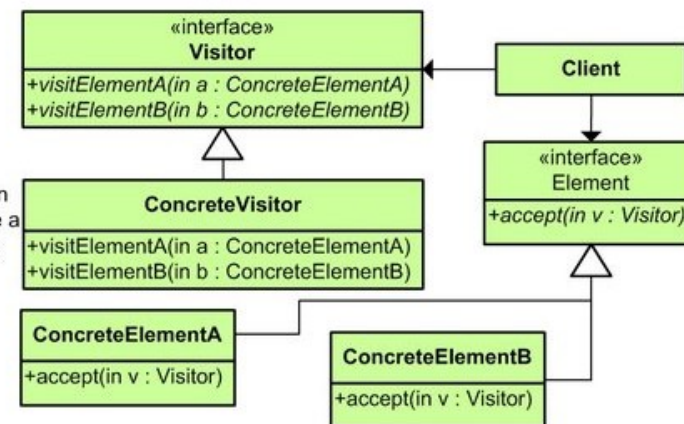 «interface»
Visitor
+visitElementA(in a : ConcreteElementA)
+visitElementB(in b : ConcreteElementB)
Client
«interface»
Element
+accept(in v : Visitor)
ConcreteVisitor
+visitElementA(in a : ConcreteElementA)
+visitElementB(in b : ConcreteElementB)
a
ConcreteElementA
+accept(in v : Visitor)
ConcreteElementB
+accept(in v : Visitor)